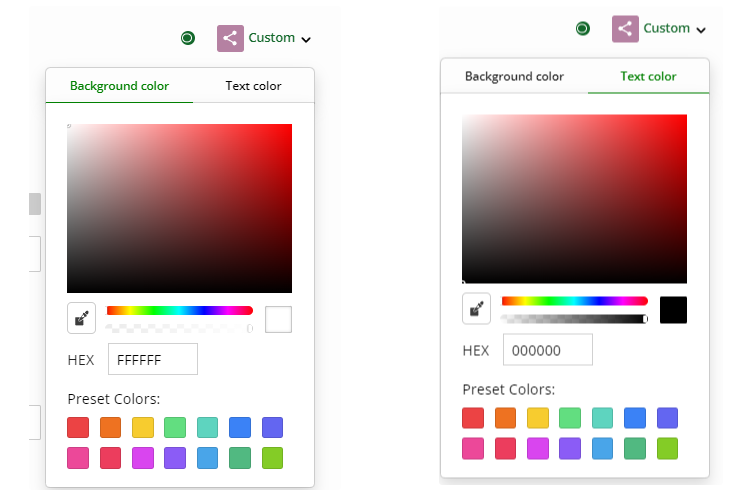 Custom
Background color
Text color
HEX
FFFFFF
Preset Colors:
Custom
Background color
Text color
HEX
000000
Preset Colors: